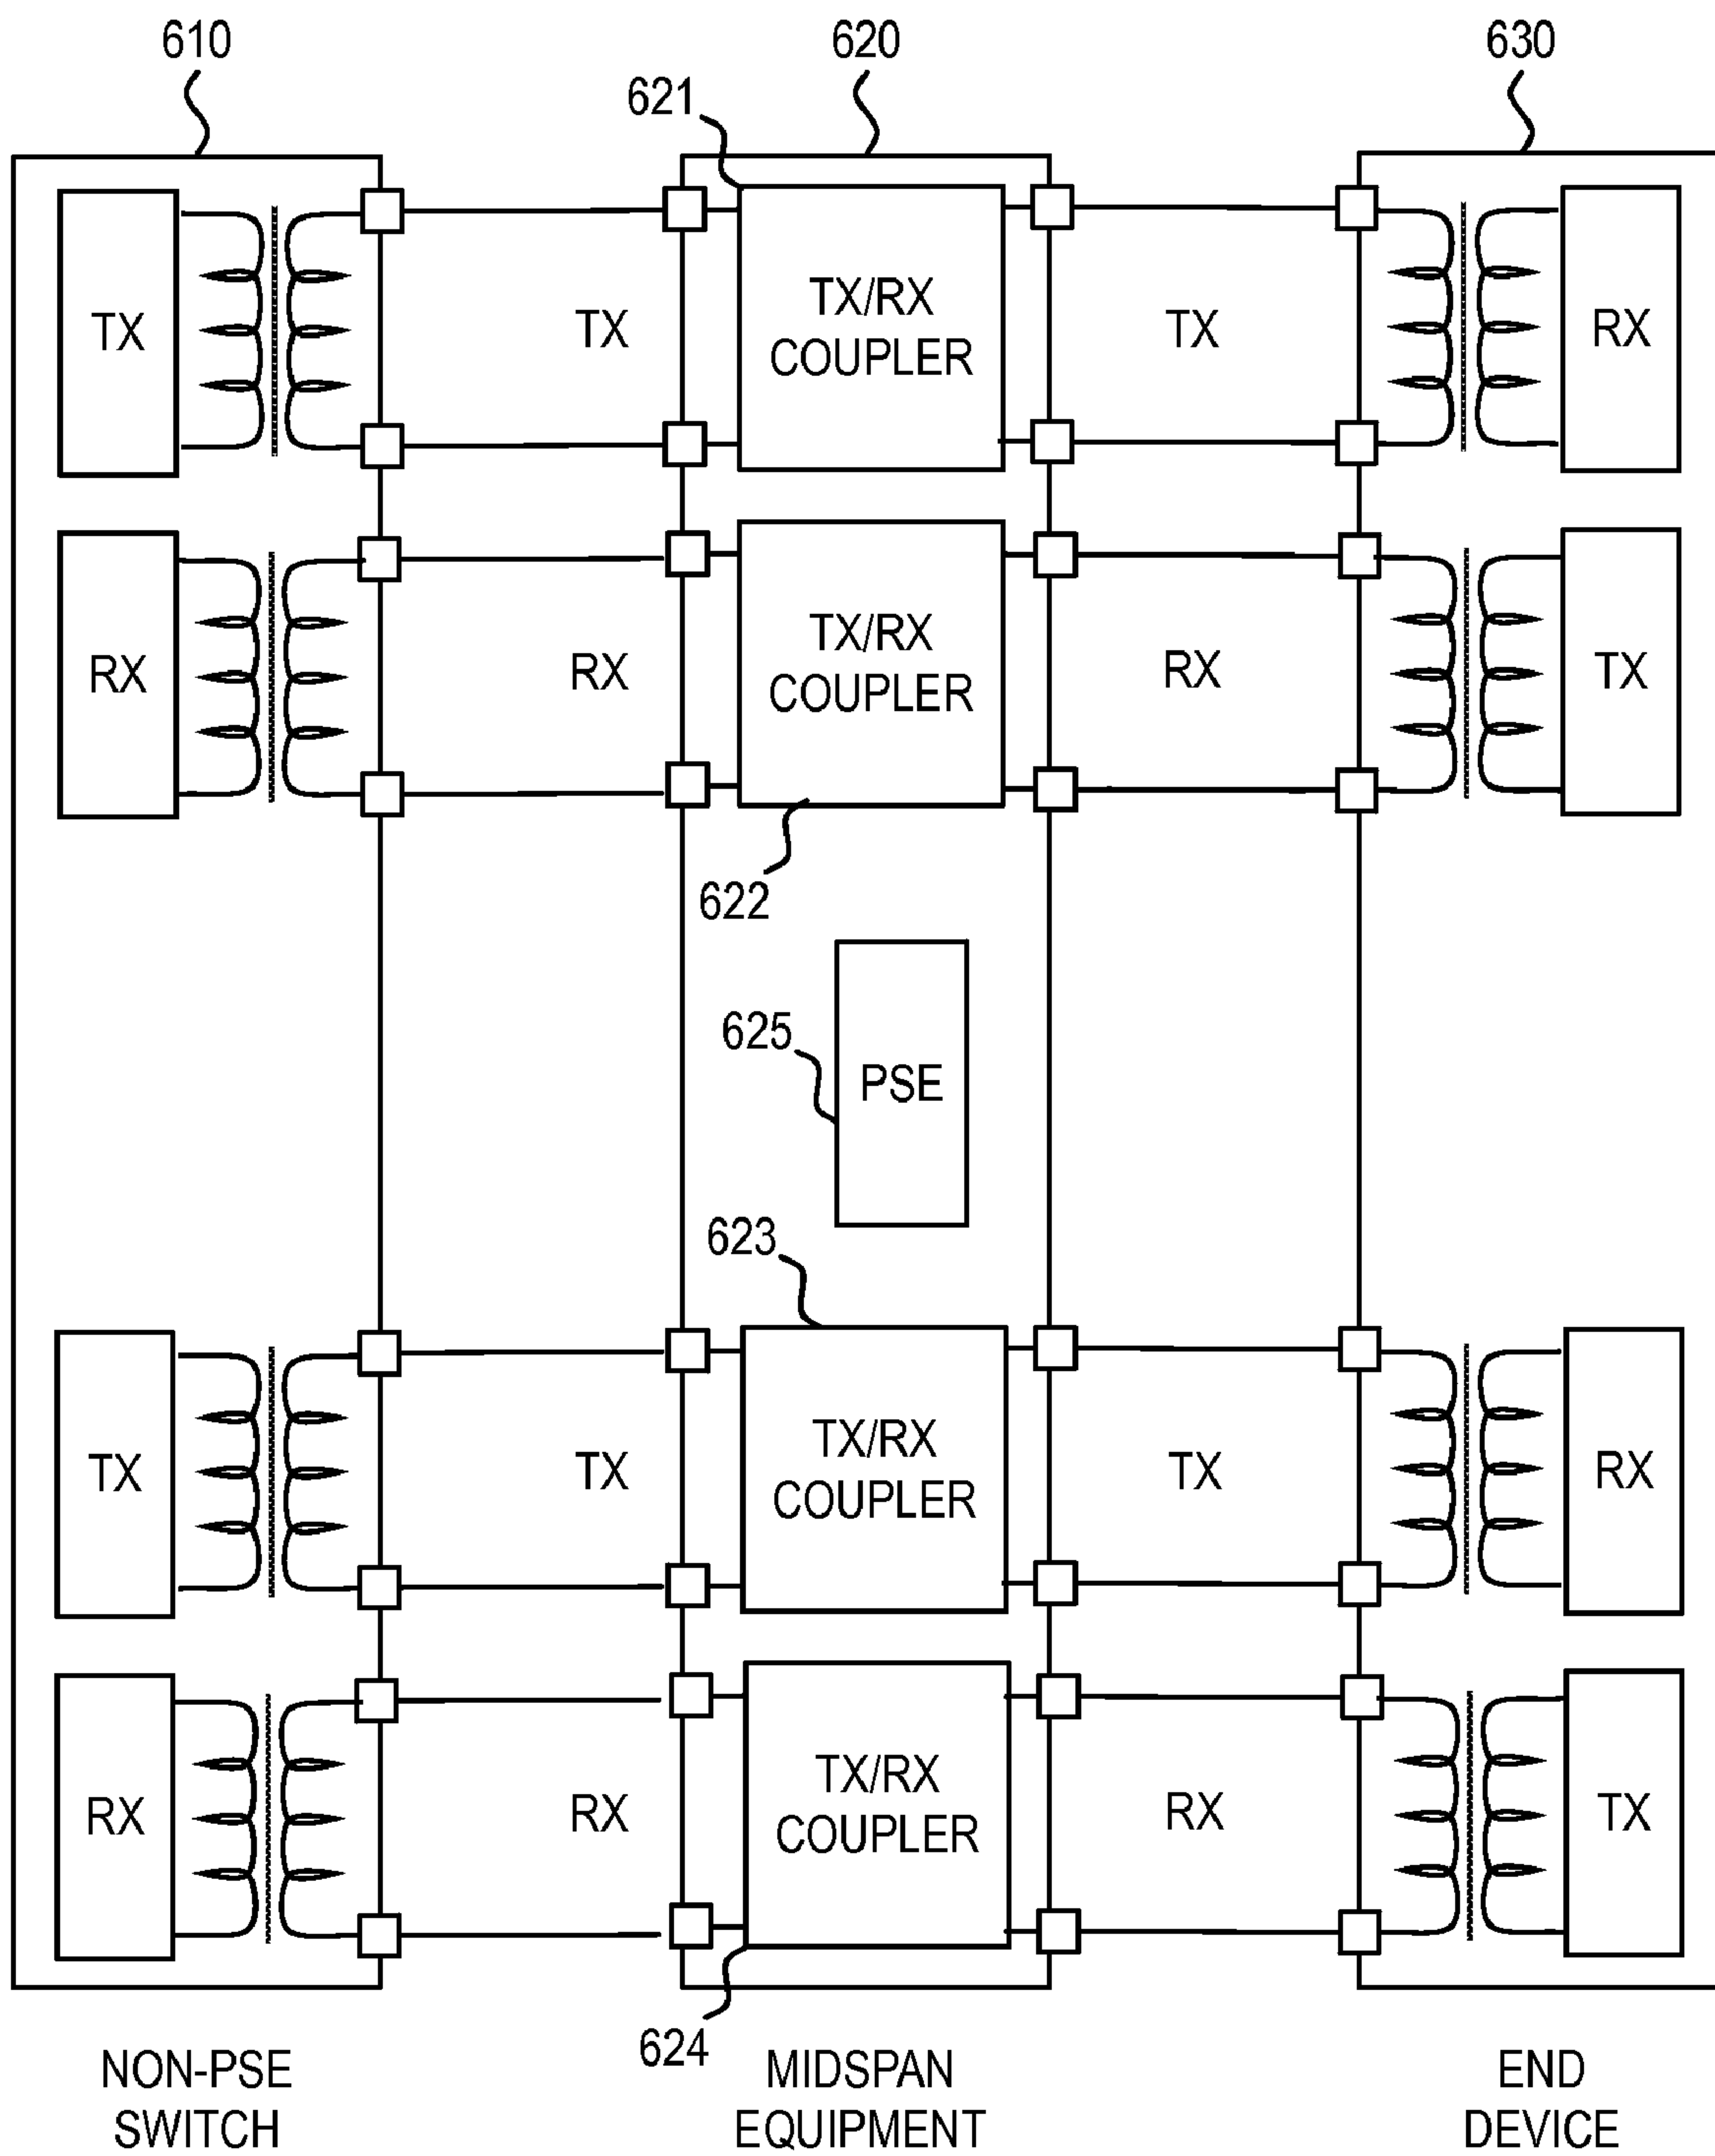 610
620
630
621
TX
TX
TX/RX
COUPLER
TX
RX
RX
RX
TX/RX
COUPLER
RX
TX
622
625
PSE
623
TX
TX
TX/RX
COUPLER
TX
RX
RX
RX
TX/RX
COUPLER
RX
TX
624
NON-PSE
SWITCH
MIDSPAN
EQUIPMENT
END
DEVICE